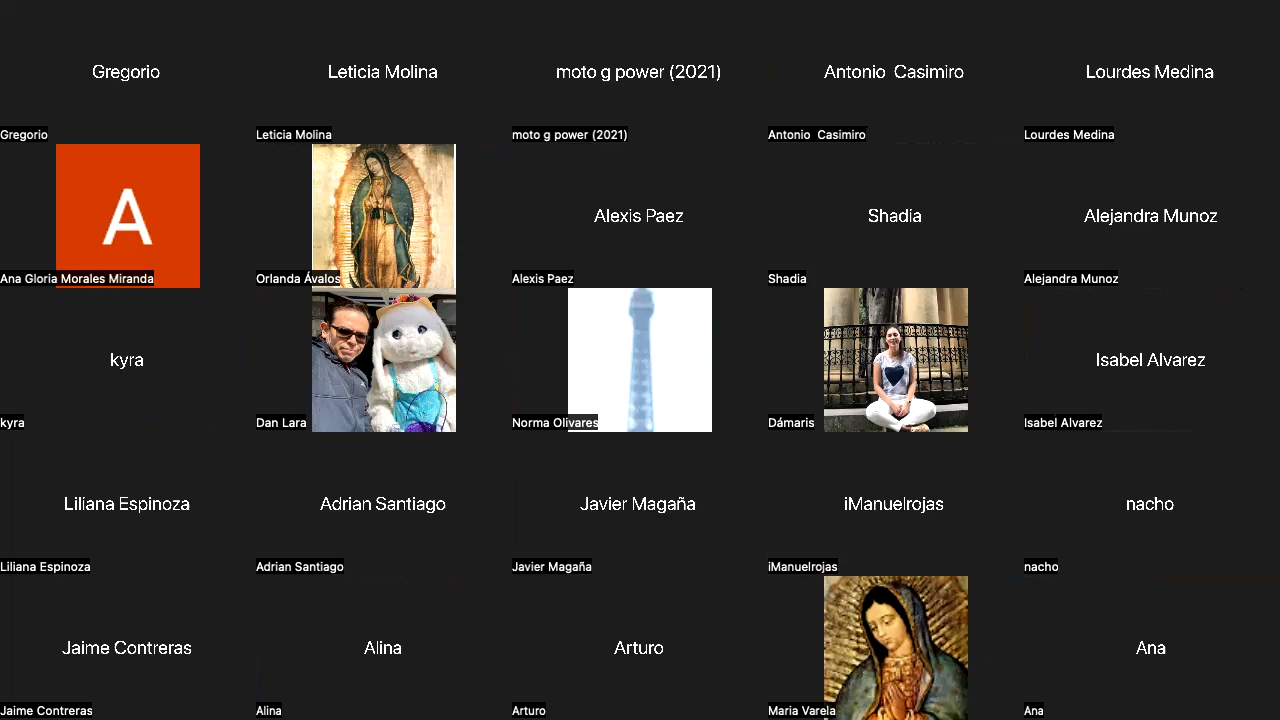 Gregorio
Leticia Molina
moto g power (2021)
Antonio  Casimiro
Lourdes Medina
Gregorio
Leticia Molina
moto g power (2021)
Antonio  Casimiro
Lourdes Medina
A
Alexis Paez
Shadia
Alejandra Munoz
Ana Gloria Morales Miranda
Orlanda Ávalos
Alexis Paez
Shadia
Alejandra Munoz
kyra
Isabel Alvarez
kyra
Dan Lara
Norma Olivares
Dámaris
Isabel Alvarez
Liliana Espinoza
Adrian Santiago
Javier Magaña
iManuelrojas
nacho
Liliana Espinoza
Adrian Santiago
Javier Magaña
iManuelrojas
nacho
Jaime Contreras
Alina
Arturo
Ana
Jaime Contreras
Alina
Arturo
Maria Varela
Ana